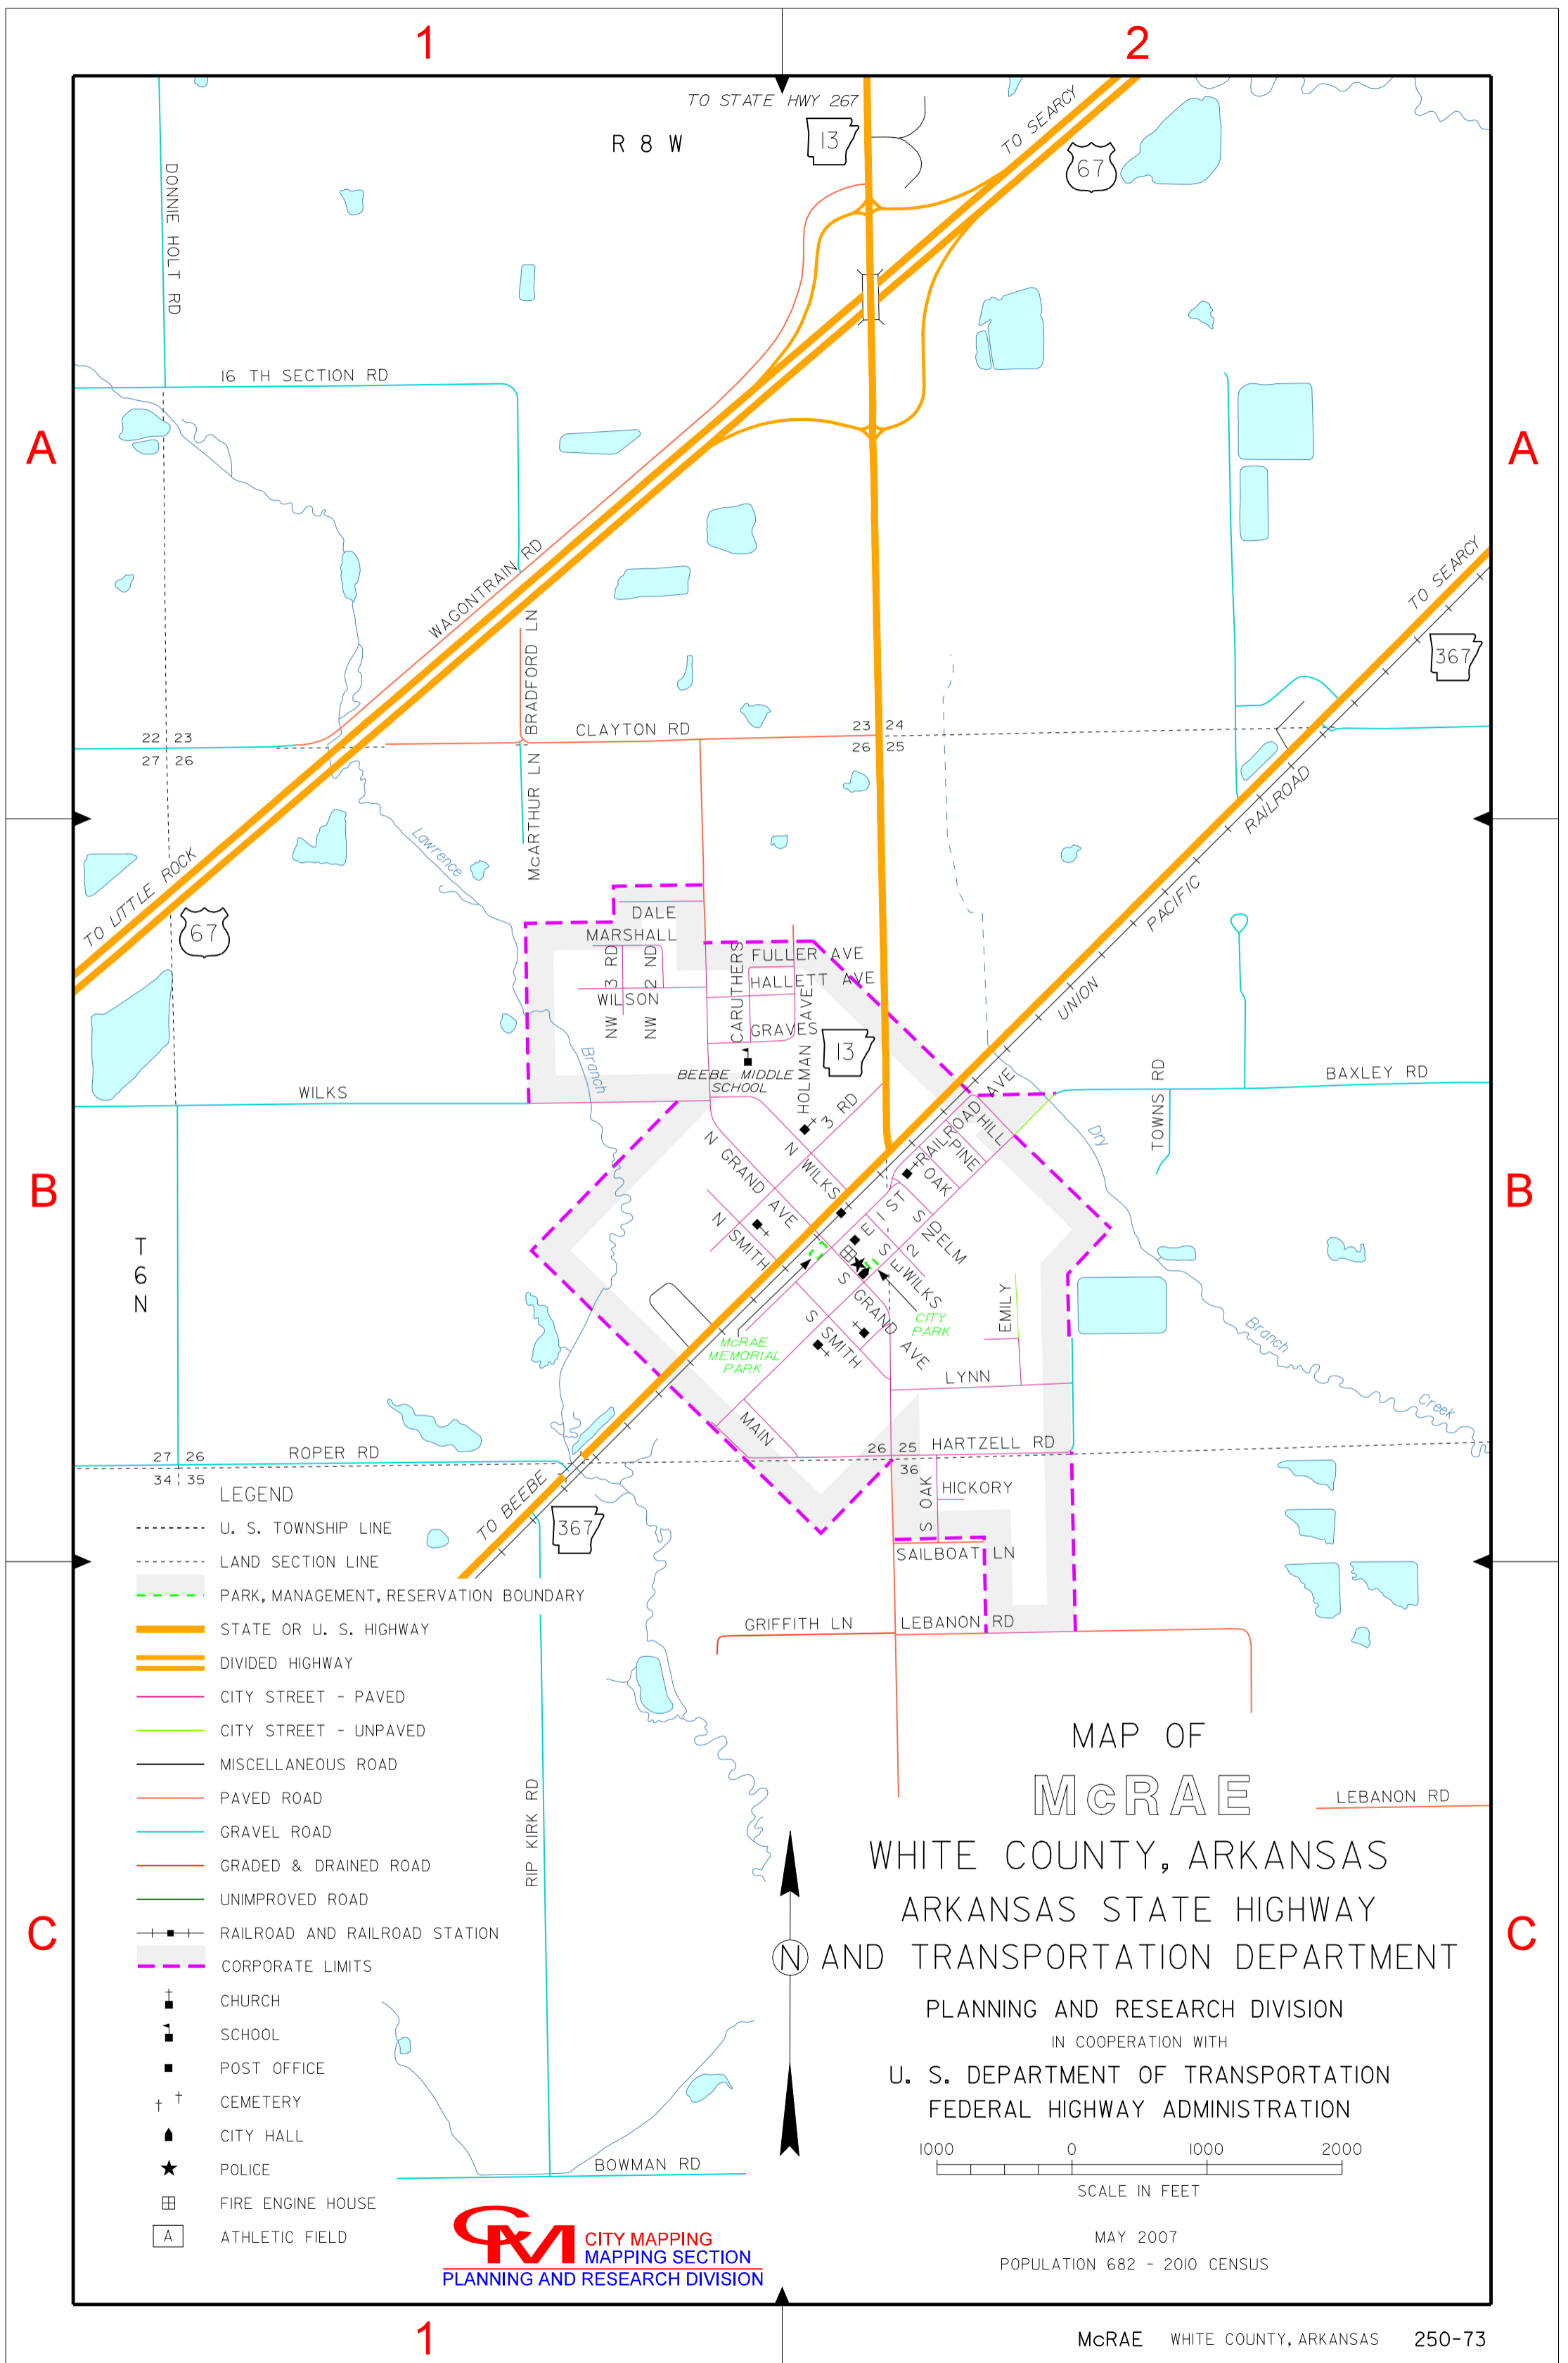 1
2
TO STATE HWY 267
13
R 8 W
TO SEARCY
67
DONNIE HOLT RD
16 TH SECTION RD
A
A
WAGONTRAIN RD
TO SEARCY
367
BRADFORD LN
CLAYTON RD
22 23
27 26
23 24
26 25
McARTHUR LN
RAILROAD
PACIFIC
UNION
Lawrence
Branch
TO LITTLE ROCK
67
DALE
MARSHALL
NW 3 RD
NW 2 ND
WILSON
CARUTHERS
FULLER AVE
HALLETT AVE
GRAVES
HOLMAN AVE
13
BEEBE MIDDLE
SCHOOL
WILKS
BAXLEY RD
TOWNS RD
Dry
Branch
Creek
B
B
3 RD
N WILKS
N GRAND AVE
N SMITH
RAILROAD AVE
HILL
PINE
OAK
S ELM
E 1 ST
SE 2 ND
S WILKS
S GRAND AVE
S SMITH
CITY
PARK
McRAE
MEMORIAL
PARK
EMILY
LYNN
MAIN
T
6
N
27 26
34 35
ROPER RD
26 25
36
HARTZELL RD
S OAK
HICKORY
SAILBOAT LN
TO BEEBE
367
GRIFFITH LN
LEBANON RD
LEGEND
U. S. TOWNSHIP LINE
LAND SECTION LINE
PARK, MANAGEMENT, RESERVATION BOUNDARY
STATE OR U. S. HIGHWAY
DIVIDED HIGHWAY
CITY STREET - PAVED
CITY STREET - UNPAVED
MISCELLANEOUS ROAD
PAVED ROAD
GRAVEL ROAD
GRADED & DRAINED ROAD
UNIMPROVED ROAD
RAILROAD AND RAILROAD STATION
CORPORATE LIMITS
CHURCH
SCHOOL
POST OFFICE
CEMETERY
CITY HALL
POLICE
FIRE ENGINE HOUSE
A ATHLETIC FIELD
RIP KIRK RD
BOWMAN RD
C
C
MAP OF
McRAE
LEBANON RD
WHITE COUNTY, ARKANSAS
ARKANSAS STATE HIGHWAY
N
AND TRANSPORTATION DEPARTMENT
PLANNING AND RESEARCH DIVISION
IN COOPERATION WITH
U. S. DEPARTMENT OF TRANSPORTATION
FEDERAL HIGHWAY ADMINISTRATION
1000 0 1000 2000
SCALE IN FEET
MAY 2007
POPULATION 682 - 2010 CENSUS
CM
CITY MAPPING
MAPPING SECTION
PLANNING AND RESEARCH DIVISION
1
McRAE WHITE COUNTY, ARKANSAS 250-73